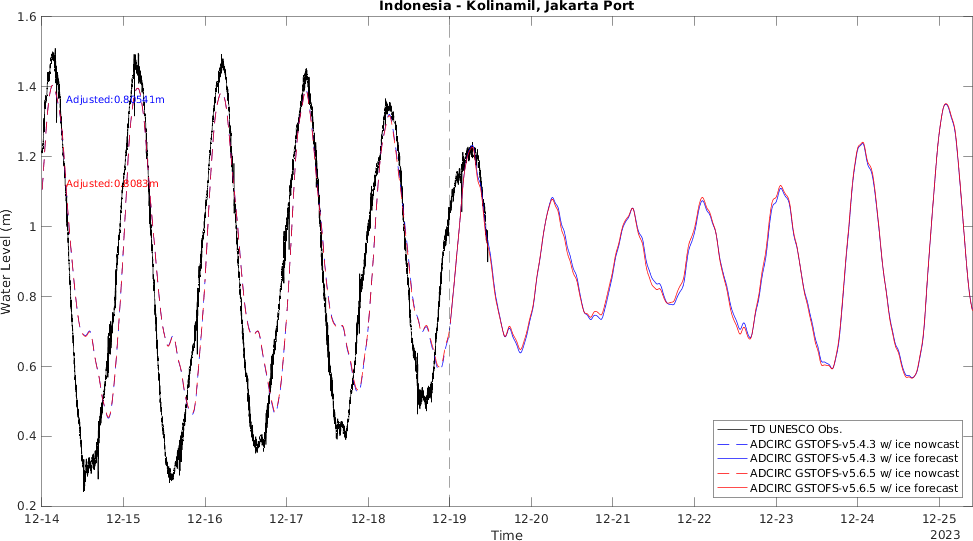 Indonesia - Kolinamil, Jakarta Port
1.6
1.4
1.2
1
0.8
0.6
0.4
0.2
Water Level (m)
Adjusted:0.80541m
Adjusted:0.8083m
TD UNESCO Obs.
ADCIRC GSTOFS-v5.4.3 w/ ice nowcast
ADCIRC GSTOFS-v5.4.3 w/ ice forecast
ADCIRC GSTOFS-v5.6.5 w/ ice nowcast
ADCIRC GSTOFS-v5.6.5 w/ ice forecast
12-14 12-15 12-16 12-17 12-18 12-19 12-20 12-21 12-22 12-23 12-24 12-25
Time
2023